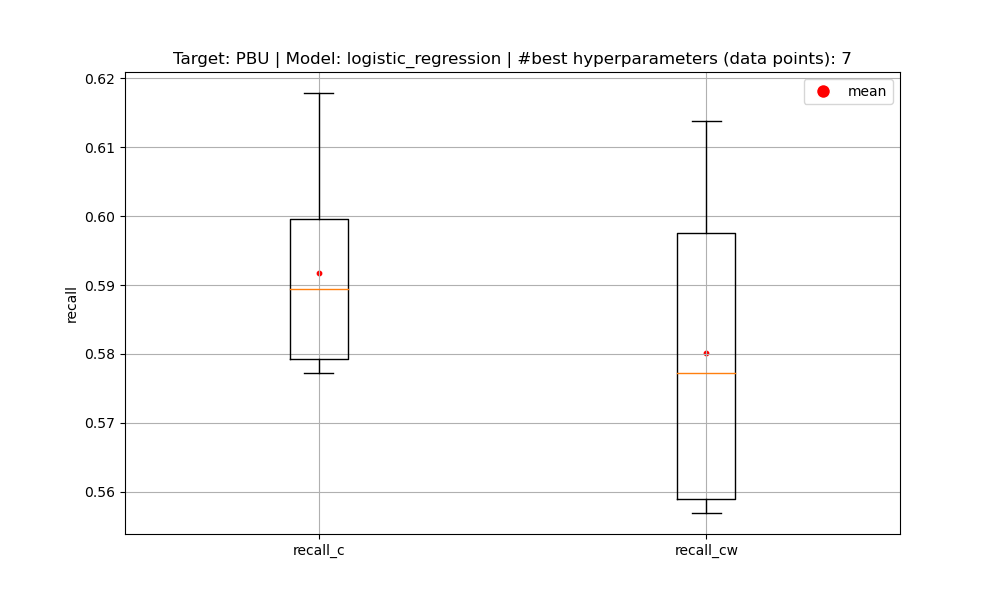 Target: PBU | Model: logistic_regression | #best hyperparameters (data points): 7
mean
0.62
0.61
0.60
0.59
0.58
0.57
0.56
recall
recall_c
recall_cw